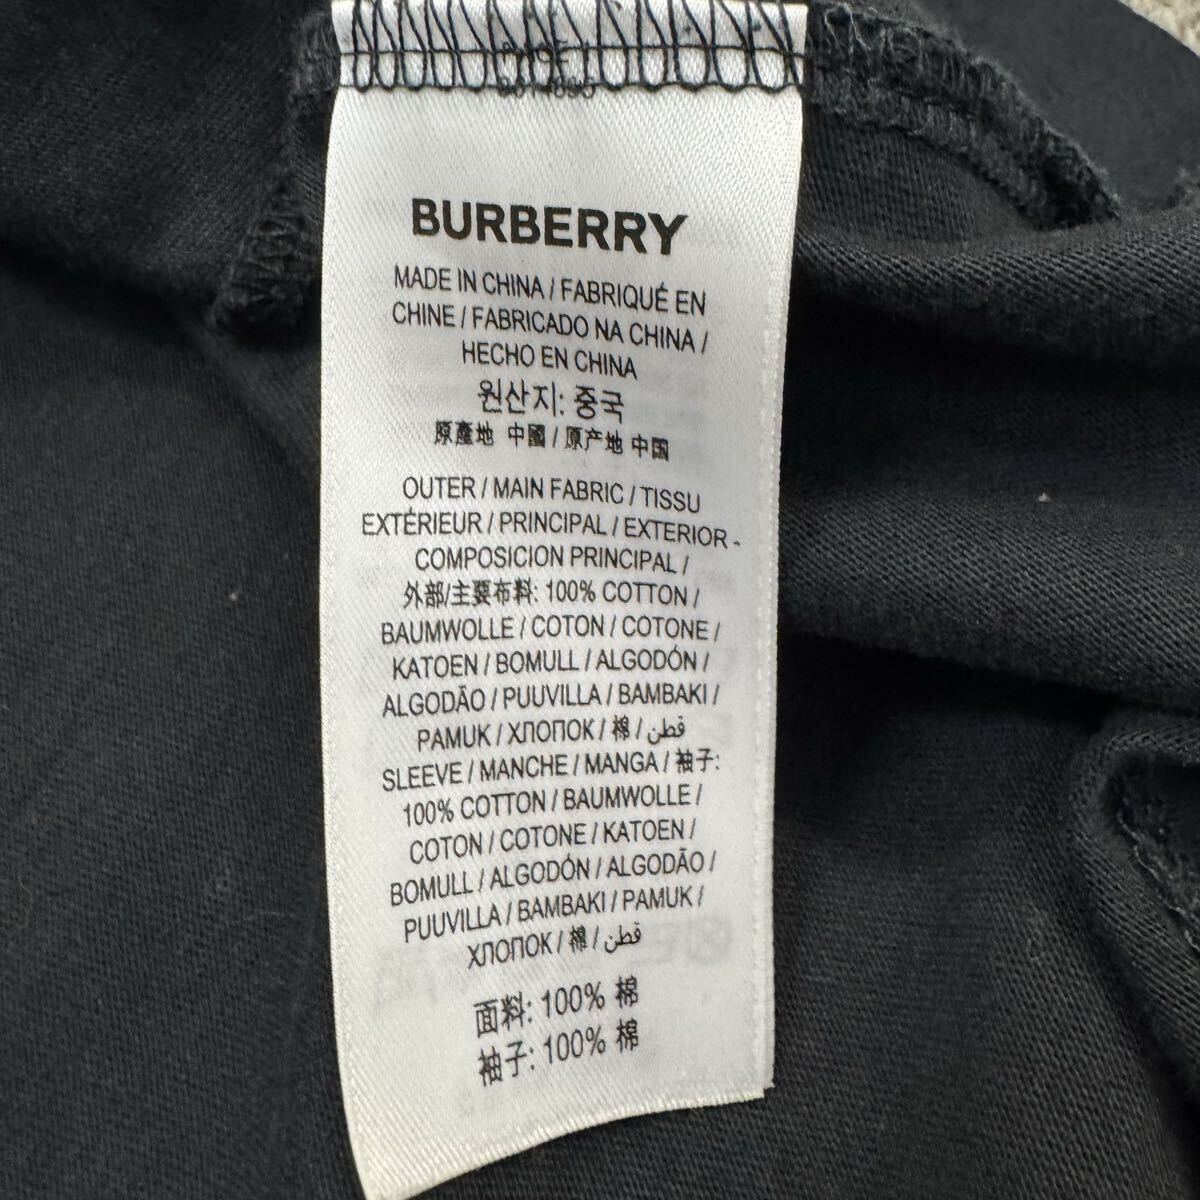 BURBERRY
MADE IN CHINA / FABRIQUÉ EN
CHINE / FABRICADO NA CHINA /
HECHO EN CHINA
원산지: 중국
原產地 中國 / 原产地 中国
OUTER / MAIN FABRIC / TISSU
EXTÉRIEUR / PRINCIPAL / EXTERIOR -
COMPOSICION PRINCIPAL /
外部/主要布料: 100% COTTON /
BAUMWOLLE / COTON / COTONE /
KATOEN / BOMULL / ALGODÓN /
ALGODÃO / PUUVILLA / BAMBAKI /
PAMUK / ХЛОПОК / 棉 / قطن
SLEEVE / MANCHE / MANGA / 袖子:
100% COTTON / BAUMWOLLE /
COTON / COTONE / KATOEN /
BOMULL / ALGODÓN / ALGODÃO /
PUUVILLA / BAMBAKI / PAMUK /
ХЛОПОК / 棉 / قطن
面料: 100% 棉
袖子: 100% 棉